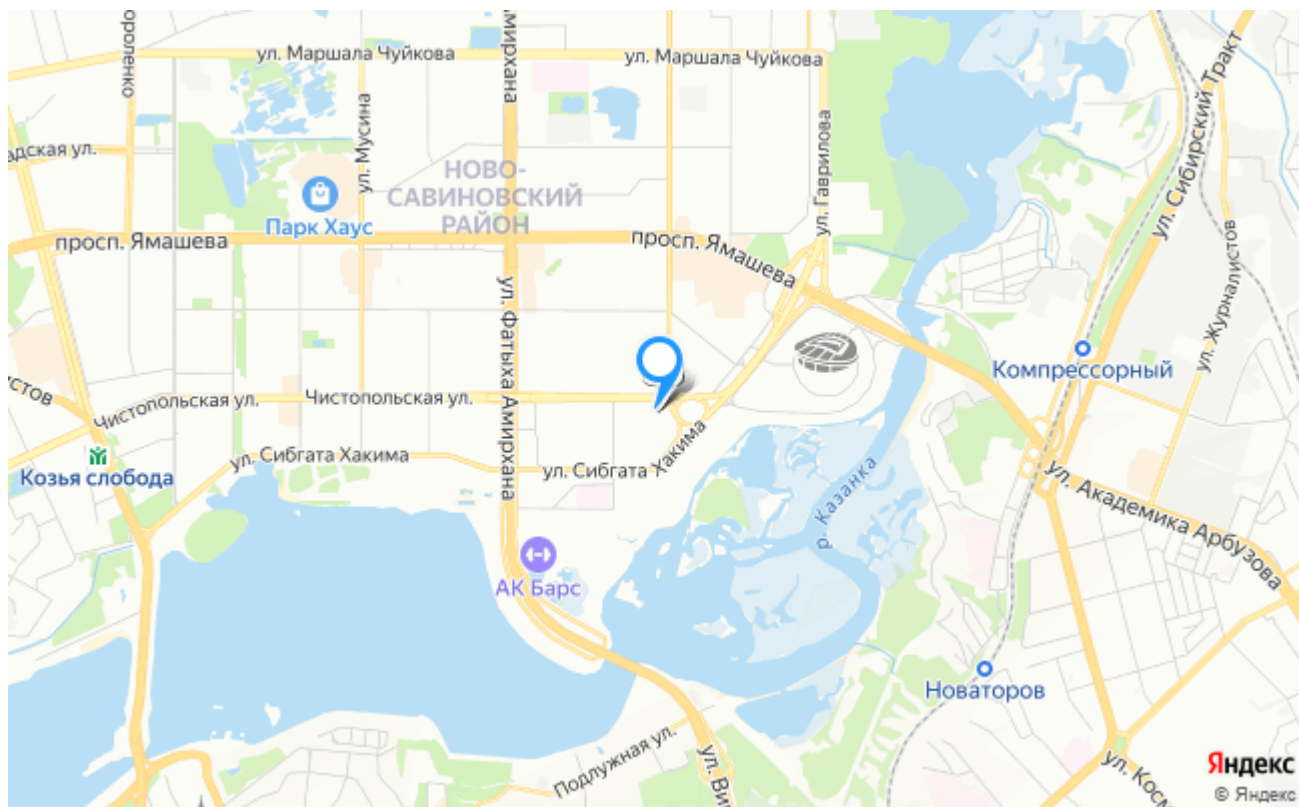 ороленко
ул. Маршала Чуйкова
Амирхана
ул. Маршала Чуйкова
ул. Сибирский Тракт
адская ул.
ул. Мусина
ул. Гаврилова
НОВО-
САВИНОВСКИЙ
РАЙОН
Парк Хаус
просп. Ямашева
просп. Ямашева
ул. Журналистов
ул. Фатыха Амирхана
Компрессорный
истов
Чистопольская ул.
Чистопольская ул.
ул. Сибгата Хакима
ул. Сибгата Хакима
Козья слобода
р. Казанка
ул. Академика Арбузова
АК Барс
Новаторов
Подлужная ул.
ул. Ви
ул. Кос
Яндекс
© Яндекс